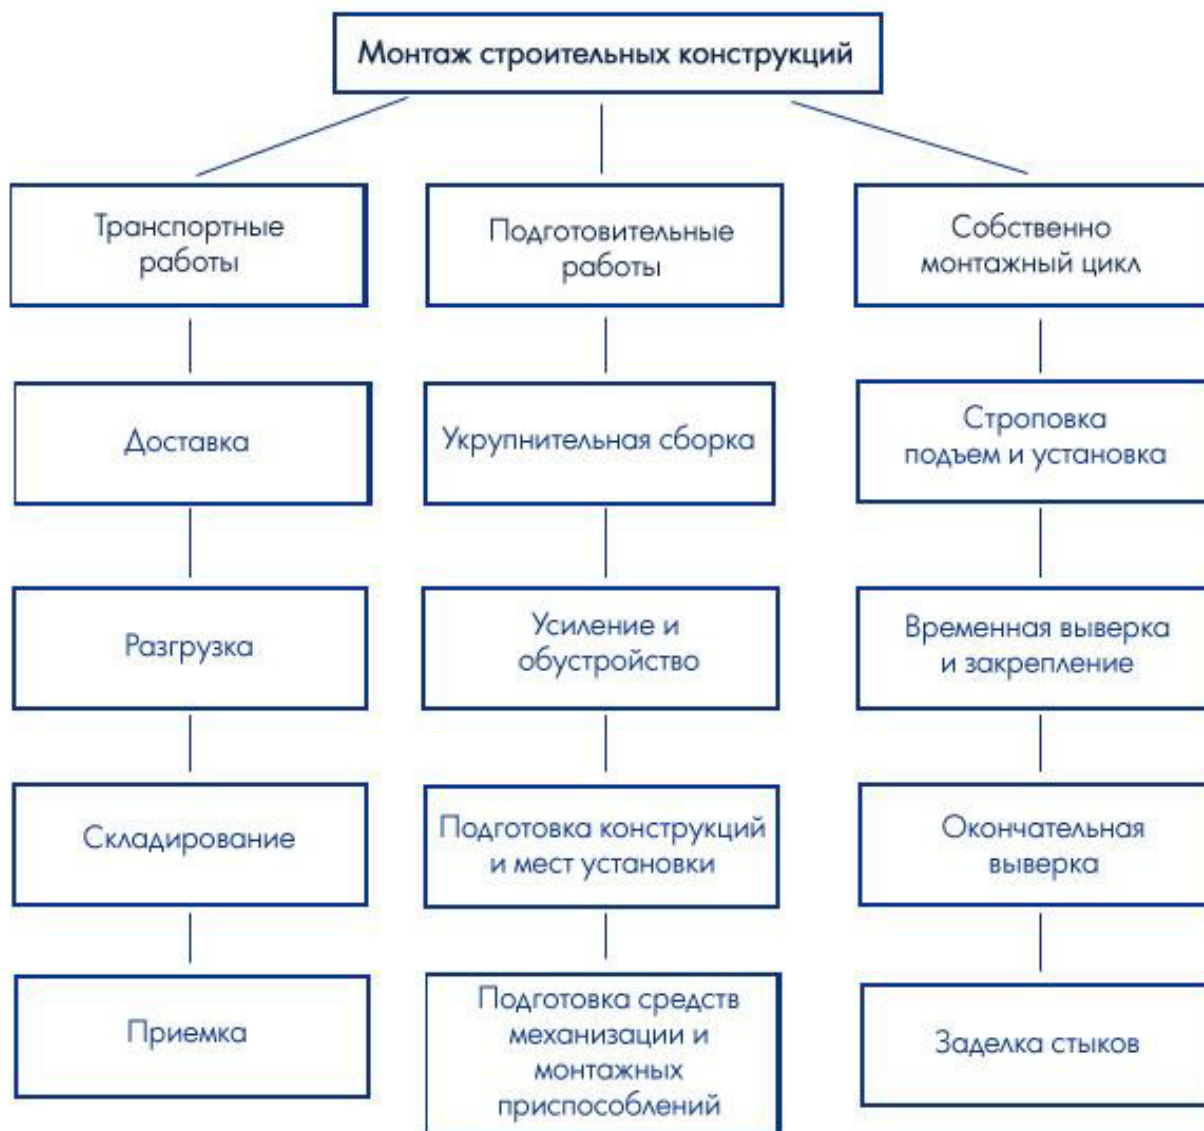 Монтаж строительных конструкций
Транспортные
работы
Подготовительные
работы
Собственно
монтажный цикл
Доставка
Укрупнительная сборка
Строповка
подъем и установка
Разгрузка
Усиление и
обустройство
Временная выверка
и закрепление
Складирование
Подготовка конструкций
и мест установки
Окончательная
выверка
Приемка
Подготовка средств
механизации и
монтажных
приспособлений
Заделка стыков